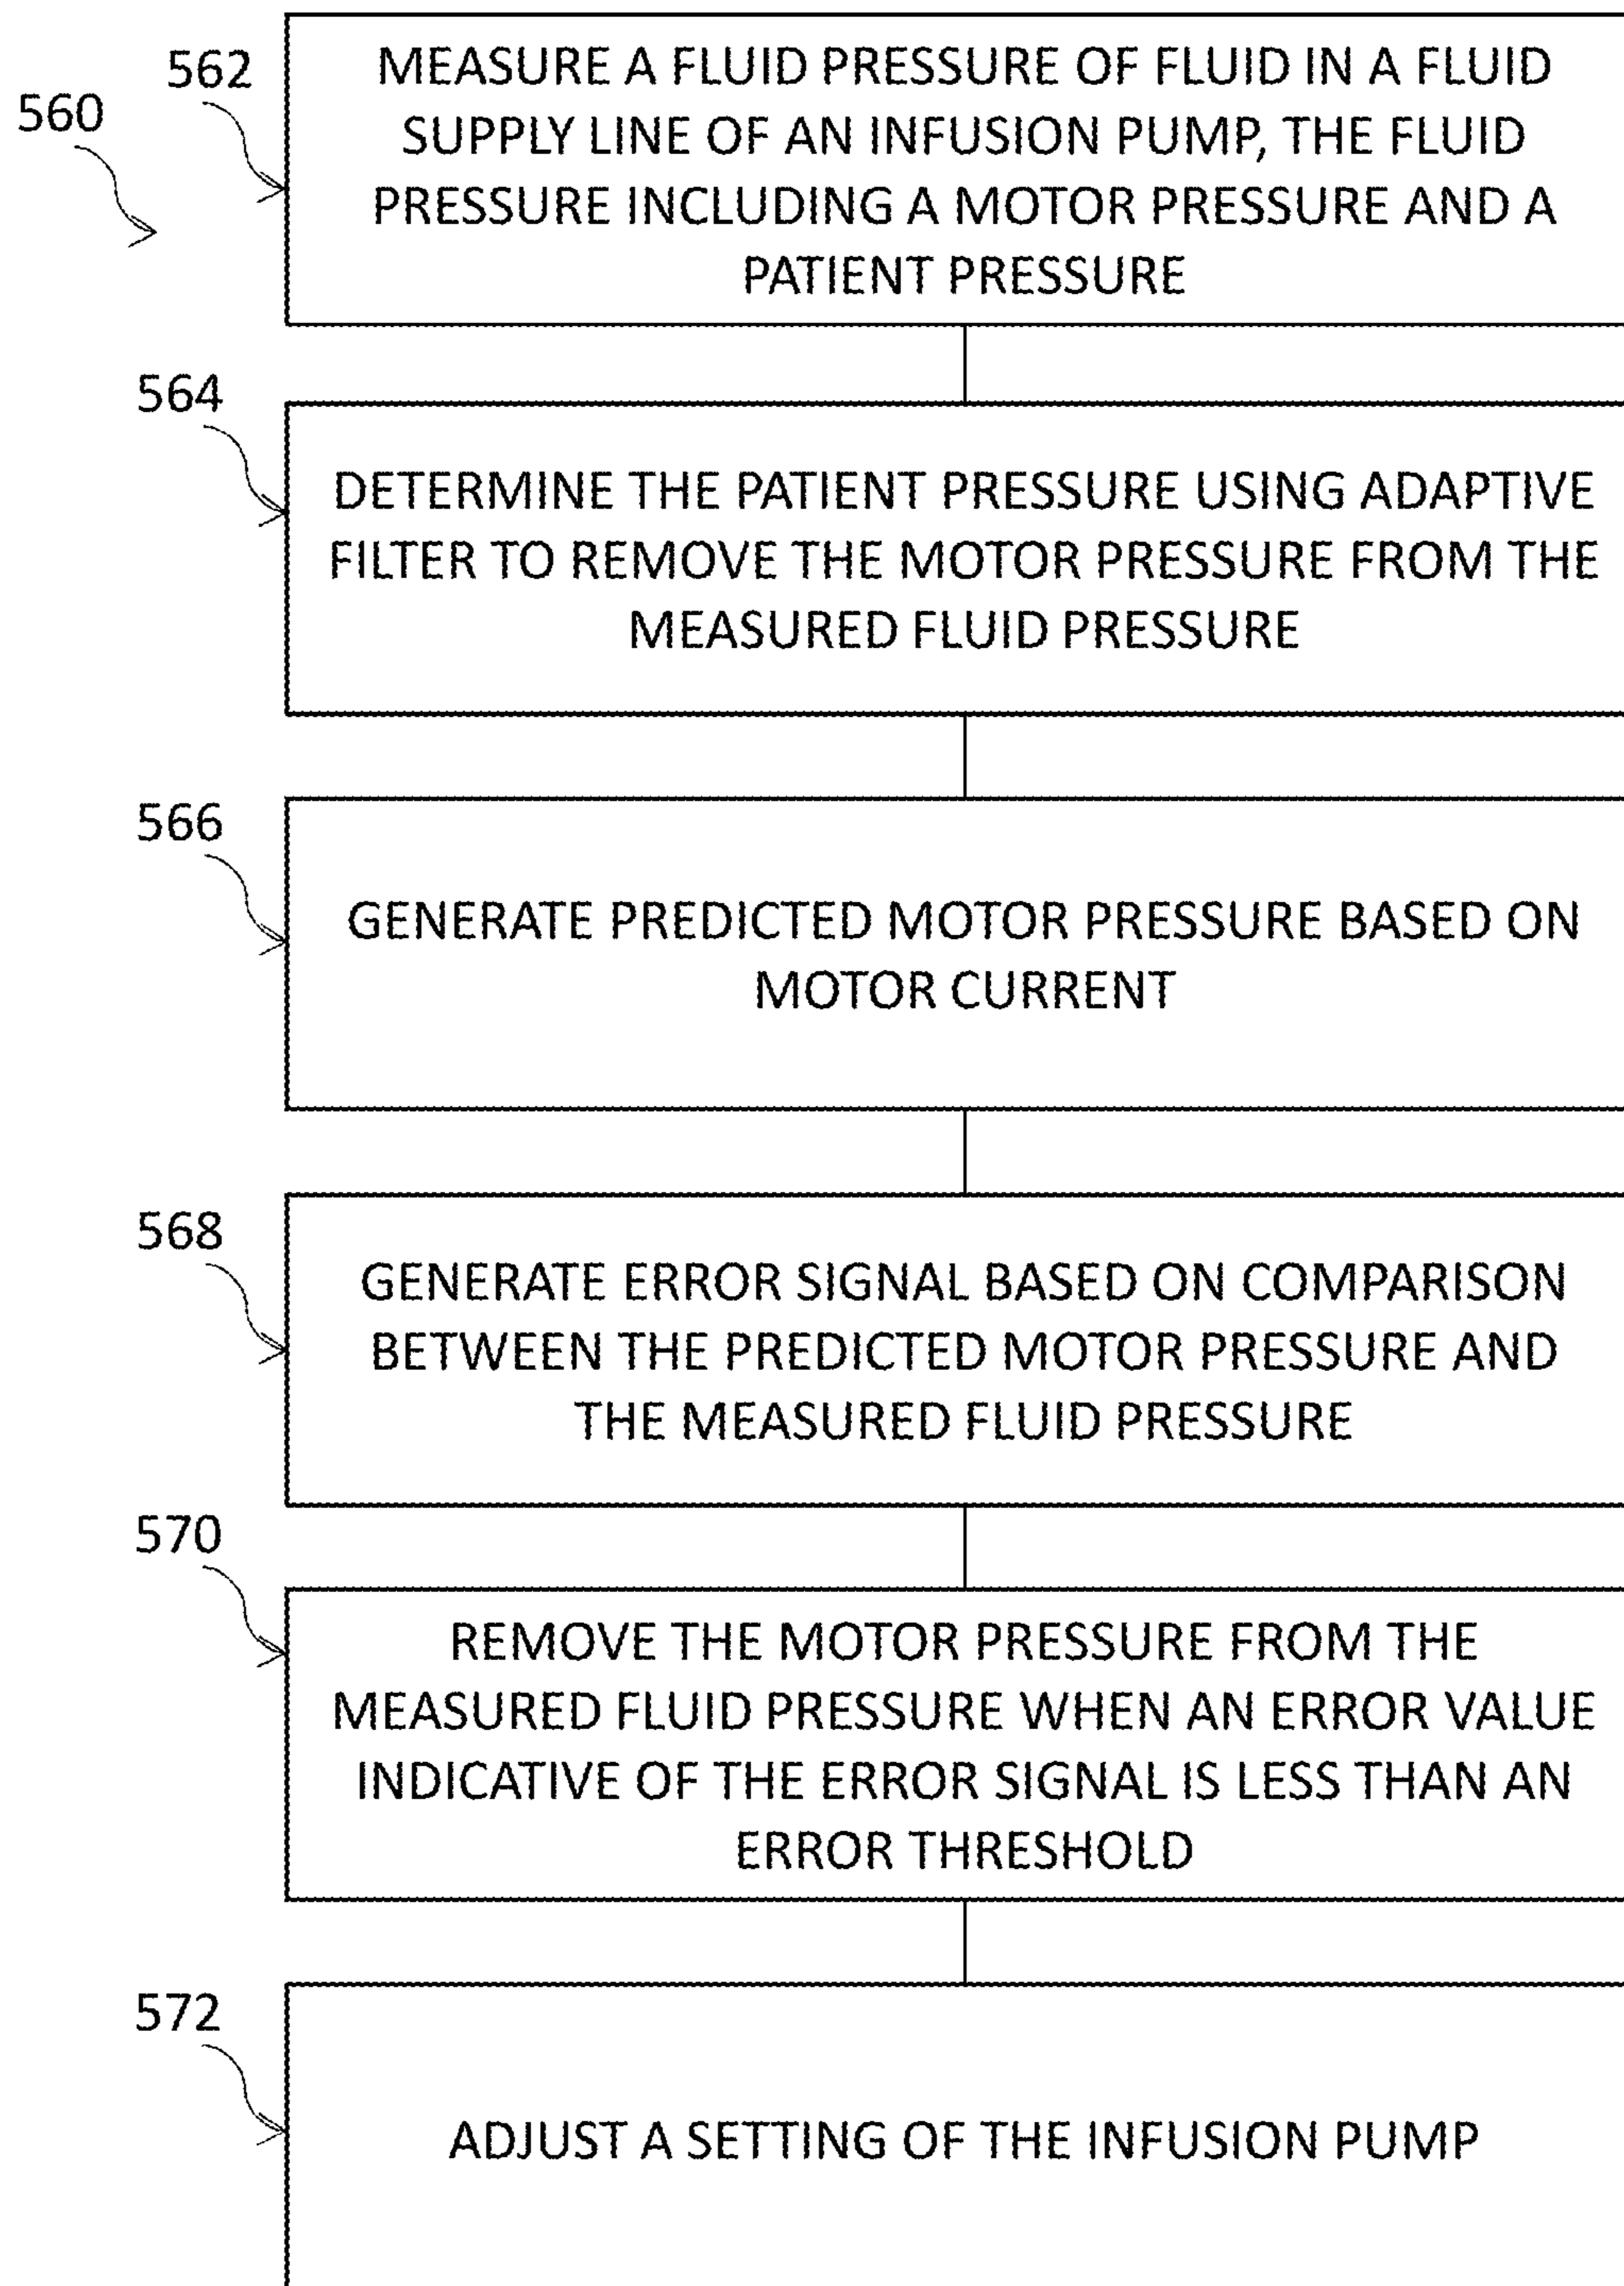 560
562
MEASURE A FLUID PRESSURE OF FLUID IN A FLUID
SUPPLY LINE OF AN INFUSION PUMP, THE FLUID
PRESSURE INCLUDING A MOTOR PRESSURE AND A
PATIENT PRESSURE
564
DETERMINE THE PATIENT PRESSURE USING ADAPTIVE
FILTER TO REMOVE THE MOTOR PRESSURE FROM THE
MEASURED FLUID PRESSURE
566
GENERATE PREDICTED MOTOR PRESSURE BASED ON
MOTOR CURRENT
568
GENERATE ERROR SIGNAL BASED ON COMPARISON
BETWEEN THE PREDICTED MOTOR PRESSURE AND
THE MEASURED FLUID PRESSURE
570
REMOVE THE MOTOR PRESSURE FROM THE
MEASURED FLUID PRESSURE WHEN AN ERROR VALUE
INDICATIVE OF THE ERROR SIGNAL IS LESS THAN AN
ERROR THRESHOLD
572
ADJUST A SETTING OF THE INFUSION PUMP